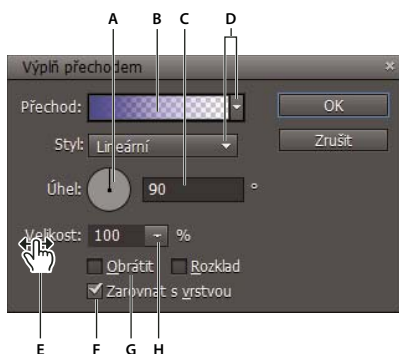 A B C D
Výplň přechodem ×
Přechod: OK
Styl: Lineární Zrušit
Úhel: 90 °
Velikost: 100 %
Obrátit Rozklad
Zarovnat s vrstvou
E F G H